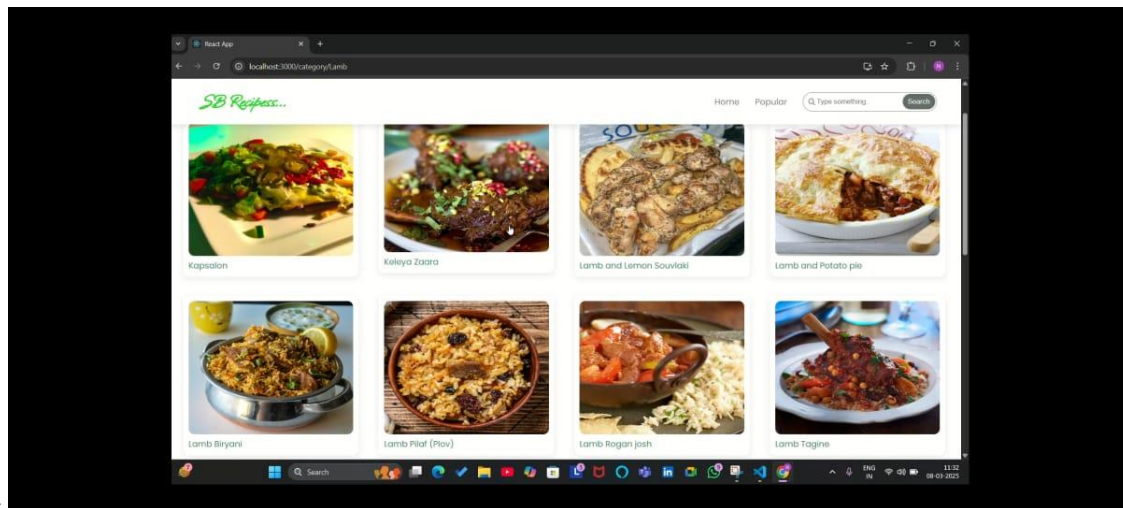 React App
localhost:3000/category/Lamb
SB Recipess...
Home Popular Type something. Search
SOU
Kapsalon
Keleya Zaara
Lamb and Lemon Souvlaki
Lamb and Potato pie
Lamb Biryani
Lamb Pilaf (Plov)
Lamb Rogan josh
Lamb Tagine
Search
ENG
IN
11:32
08-03-2025